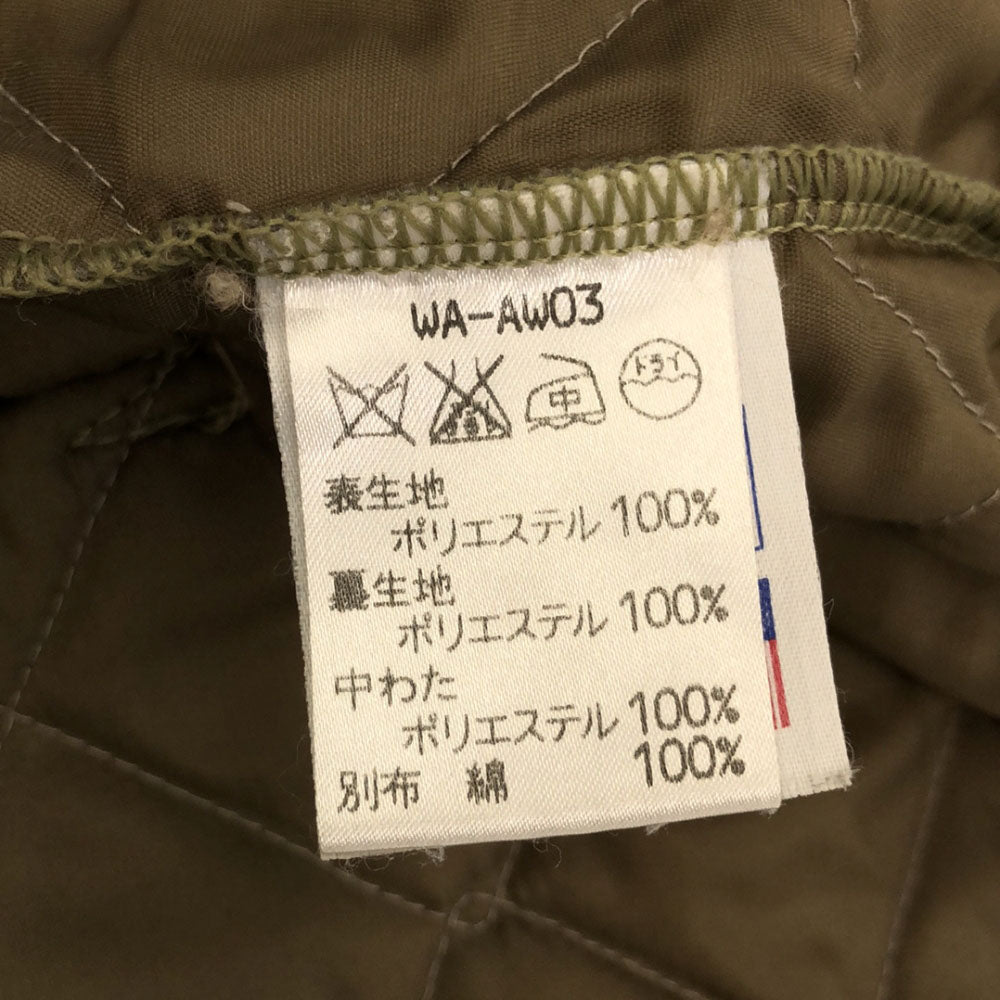 WA-AW03
中 ドライ
表生地
ポリエステル 100%
裏生地
ポリエステル 100%
中わた
ポリエステル 100%
別布 綿 100%